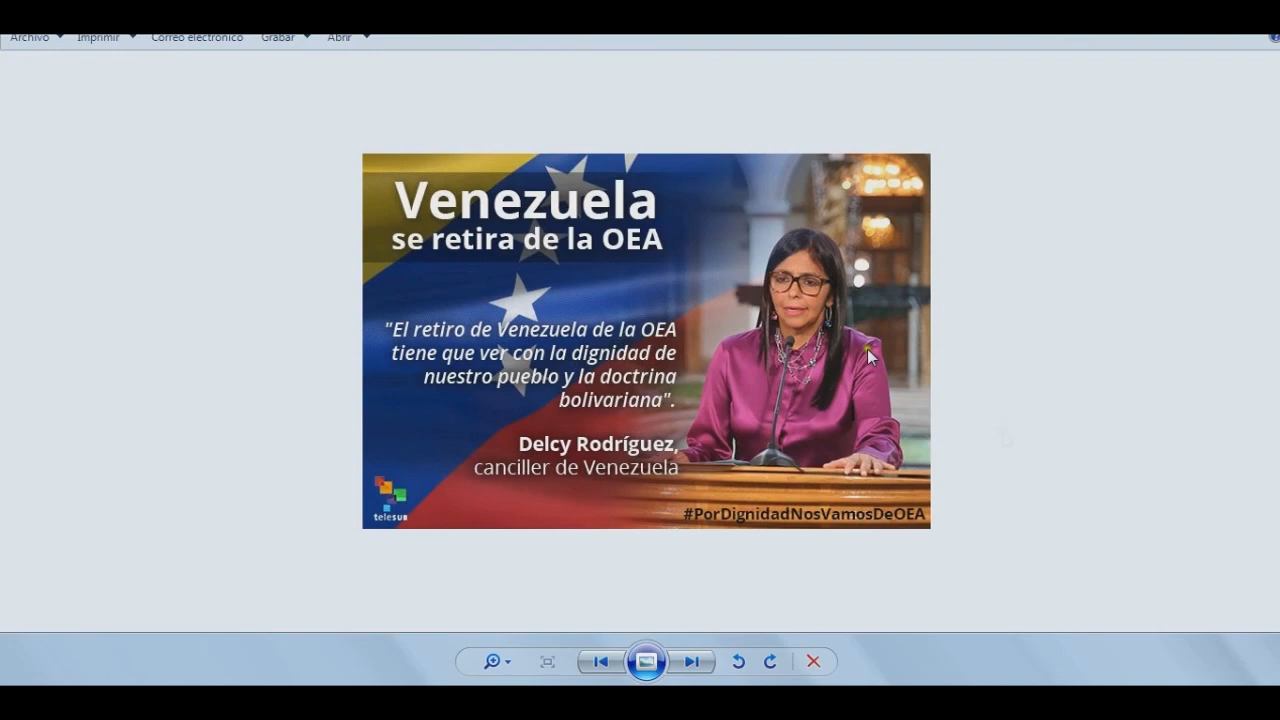 Archivo Imprimir Correo electrónico Grabar Abrir
Venezuela
se retira de la OEA
"El retiro de Venezuela de la OEA
tiene que ver con la dignidad de
nuestro pueblo y la doctrina
bolivariana".
Delcy Rodríguez,
canciller de Venezuela
teleSUR
#PorDignidadNosVamosDeOEA